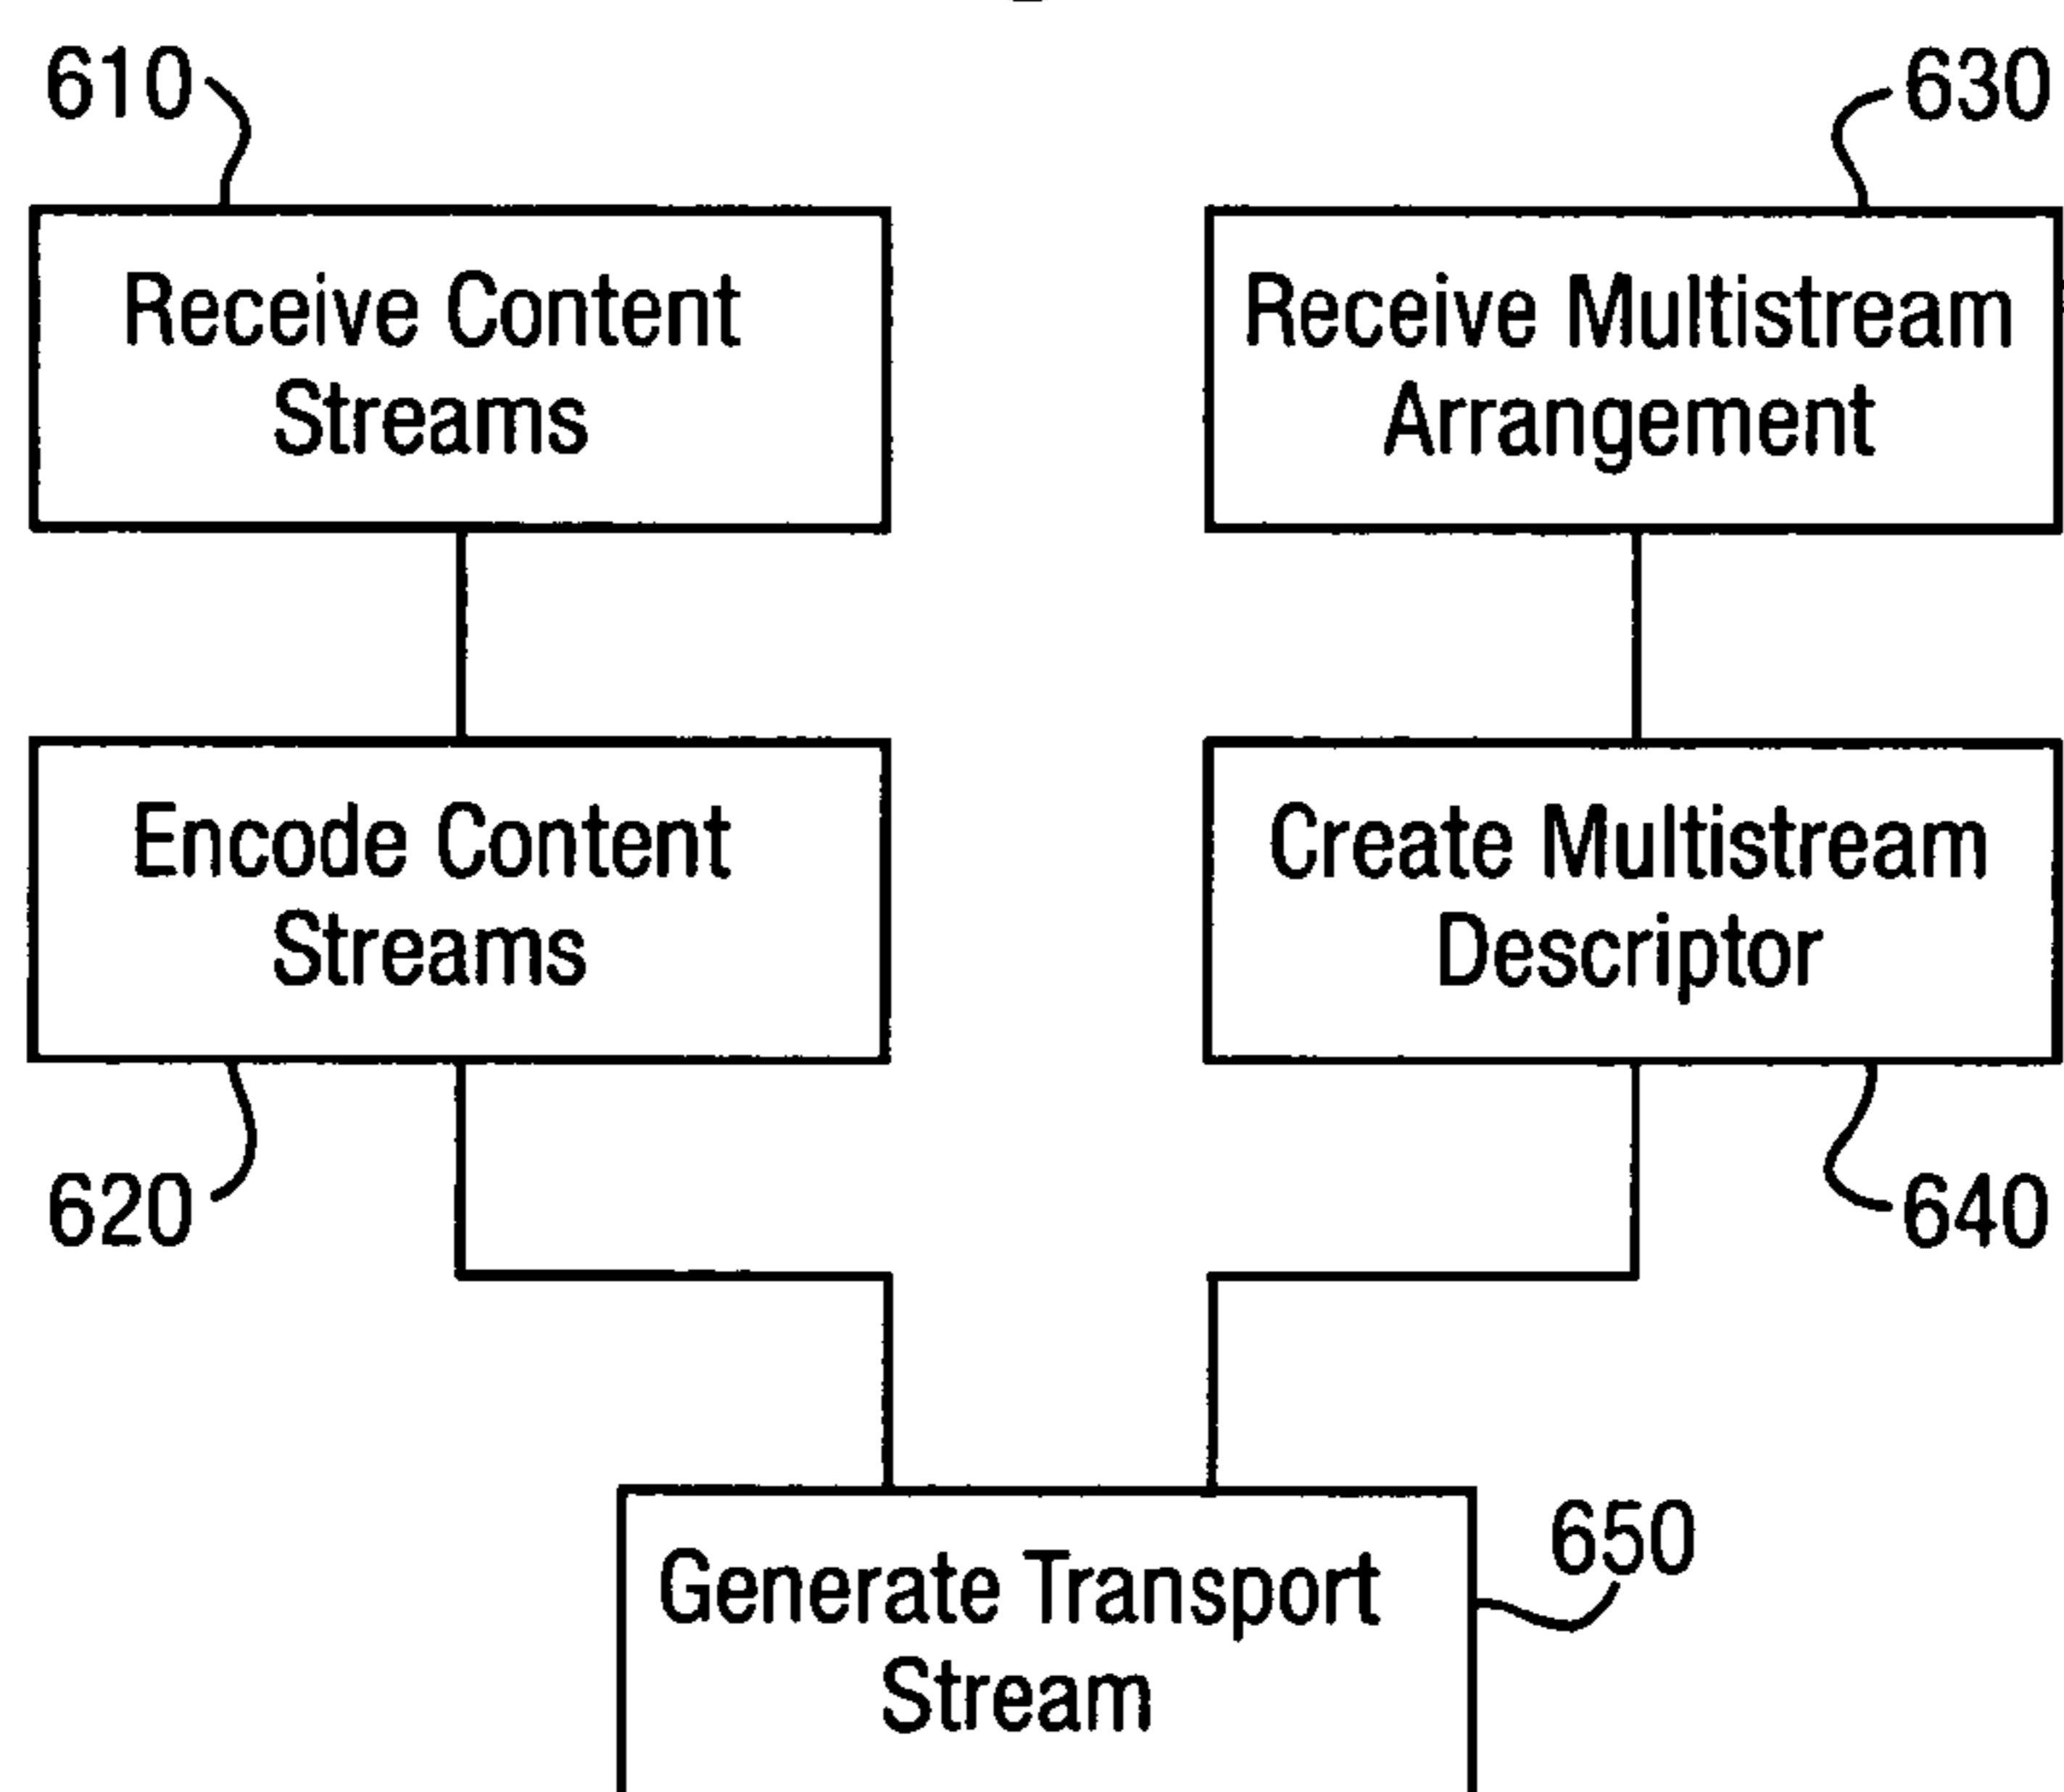 610
630
Receive Content
Streams
Receive Multistream
Arrangement
Encode Content
Streams
Create Multistream
Descriptor
620
640
650
Generate Transport
Stream